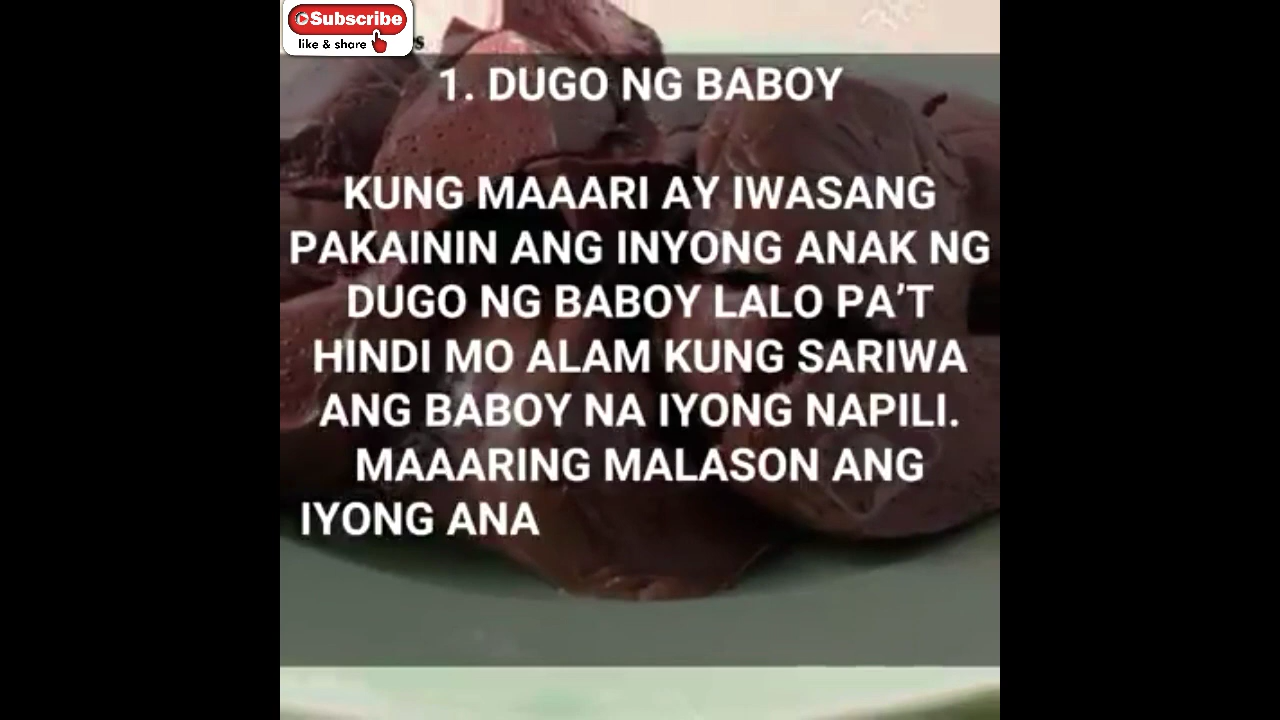 Subscribe
like & share
1. DUGO NG BABOY
KUNG MAAARI AY IWASANG
PAKAININ ANG INYONG ANAK NG
DUGO NG BABOY LALO PA'T
HINDI MO ALAM KUNG SARIWA
ANG BABOY NA IYONG NAPILI.
MAAARING MALASON ANG
IYONG ANA